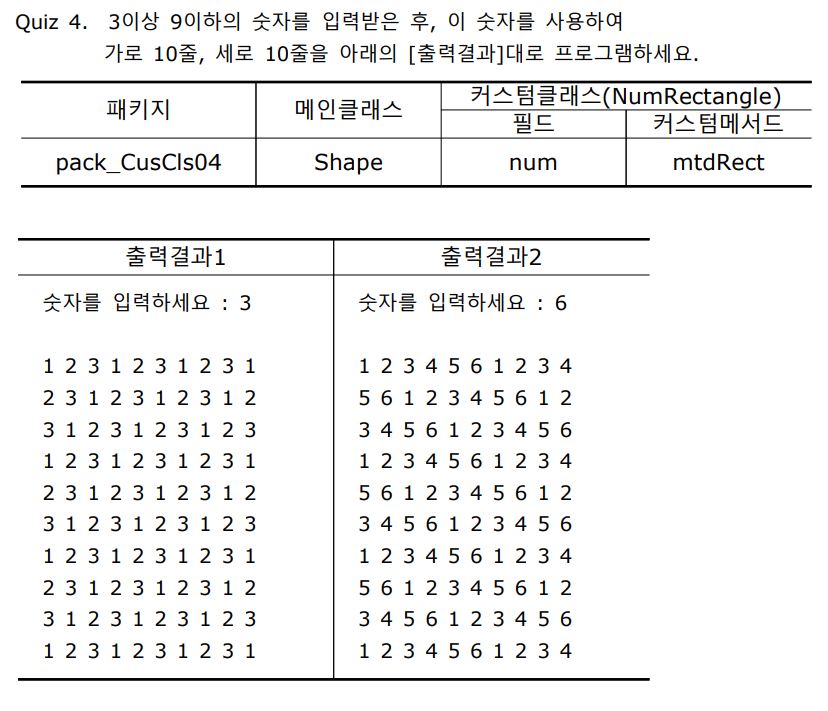 Quiz 4. 3이상 9이하의 숫자를 입력받은 후, 이 숫자를 사용하여
가로 10줄, 세로 10줄을 아래의 [출력결과]대로 프로그램하세요.
패키지 메인클래스 커스텀클래스(NumRectangle)
필드 커스텀메서드
pack_CusCls04 Shape num mtdRect
출력결과1 출력결과2
숫자를 입력하세요 : 3 숫자를 입력하세요 : 6
1 2 3 1 2 3 1 2 3 1 1 2 3 4 5 6 1 2 3 4
2 3 1 2 3 1 2 3 1 2 5 6 1 2 3 4 5 6 1 2
3 1 2 3 1 2 3 1 2 3 3 4 5 6 1 2 3 4 5 6
1 2 3 1 2 3 1 2 3 1 1 2 3 4 5 6 1 2 3 4
2 3 1 2 3 1 2 3 1 2 5 6 1 2 3 4 5 6 1 2
3 1 2 3 1 2 3 1 2 3 3 4 5 6 1 2 3 4 5 6
1 2 3 1 2 3 1 2 3 1 1 2 3 4 5 6 1 2 3 4
2 3 1 2 3 1 2 3 1 2 5 6 1 2 3 4 5 6 1 2
3 1 2 3 1 2 3 1 2 3 3 4 5 6 1 2 3 4 5 6
1 2 3 1 2 3 1 2 3 1 1 2 3 4 5 6 1 2 3 4